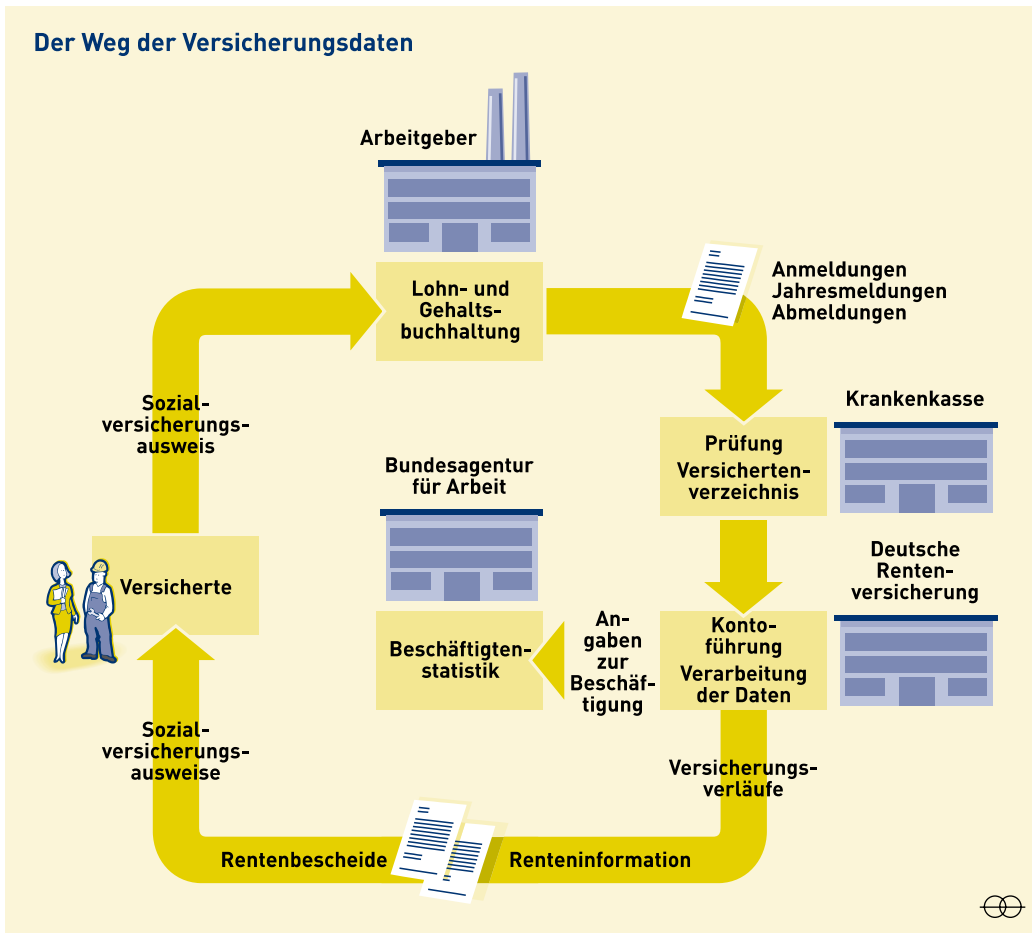 Der Weg der Versicherungsdaten
Arbeitgeber
Lohn- und
Gehalts-
buchhaltung
Anmeldungen
Jahresmeldungen
Abmeldungen
Krankenkasse
Prüfung
Versicherten-
verzeichnis
Sozial-
versicherungs-
ausweis
Bundesagentur
für Arbeit
Deutsche
Renten-
versicherung
Versicherte
Beschäftigten-
statistik
An-
gaben
zur
Beschäf-
tigung
Konto-
führung
Verarbeitung
der Daten
Sozial-
versicherungs-
ausweise
Versicherungs-
verläufe
Rentenbescheide
Renteninformation